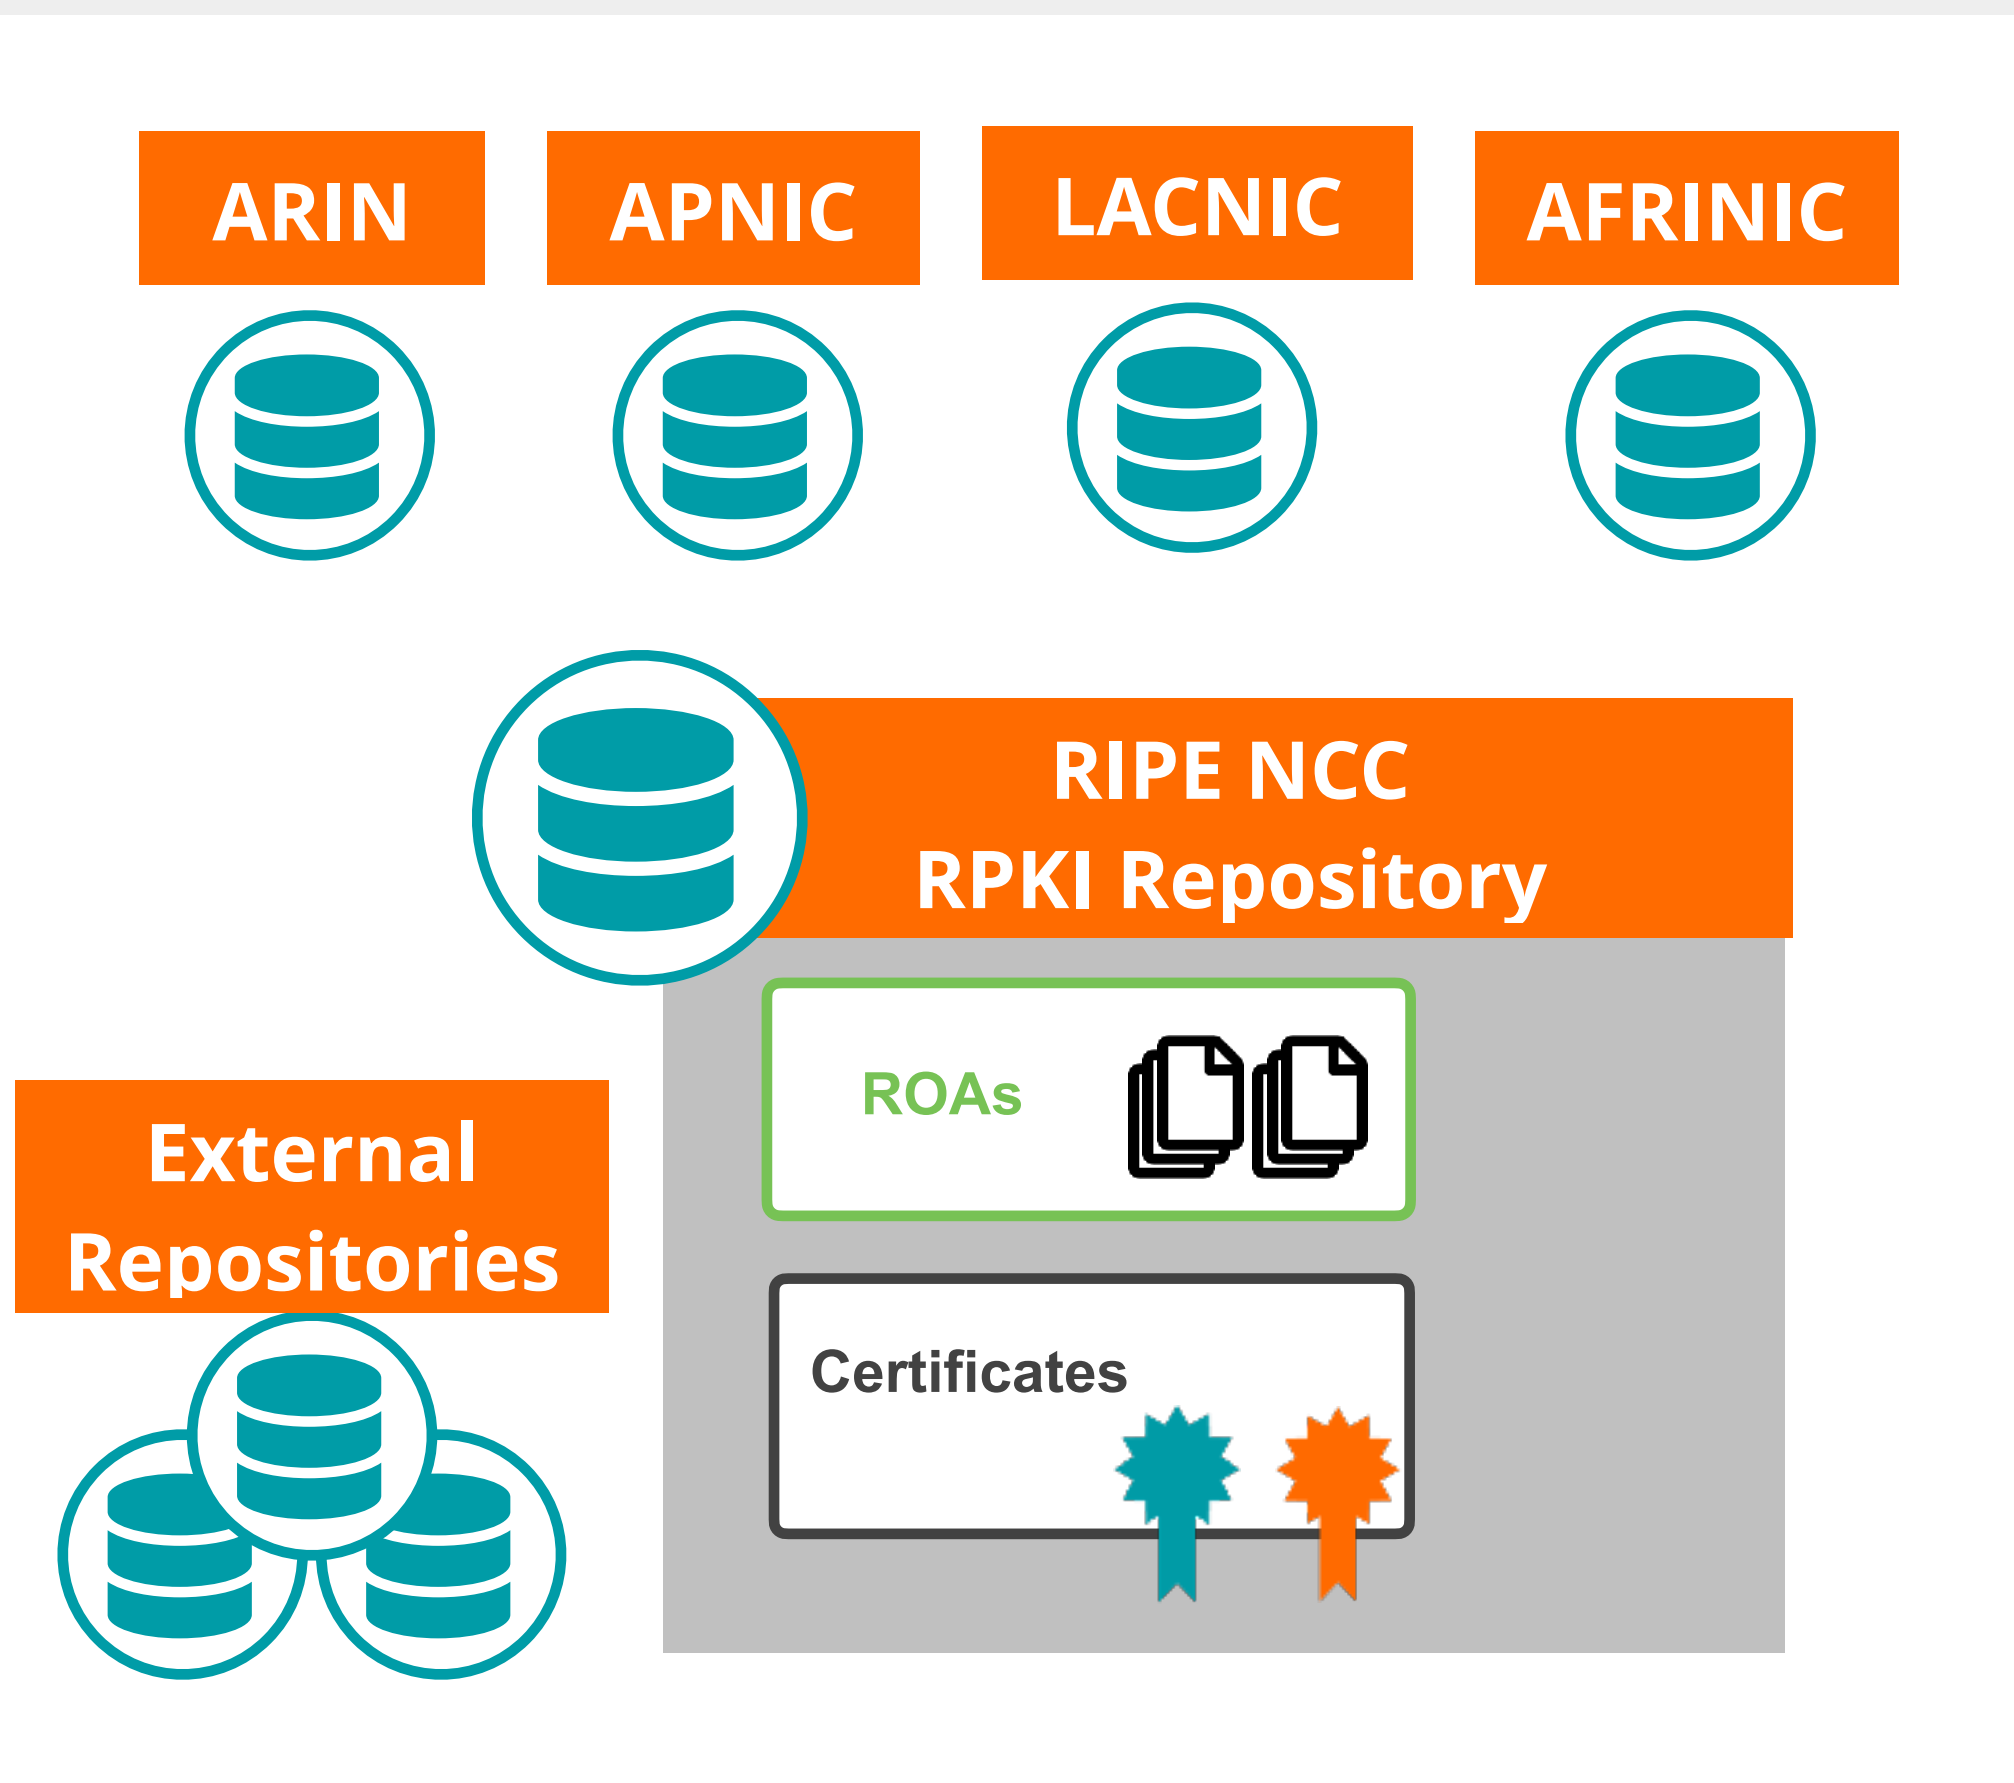 ARIN
APNIC
LACNIC
AFRINIC
RIPE NCC
RPKI Repository
ROAs
External
Repositories
Certificates